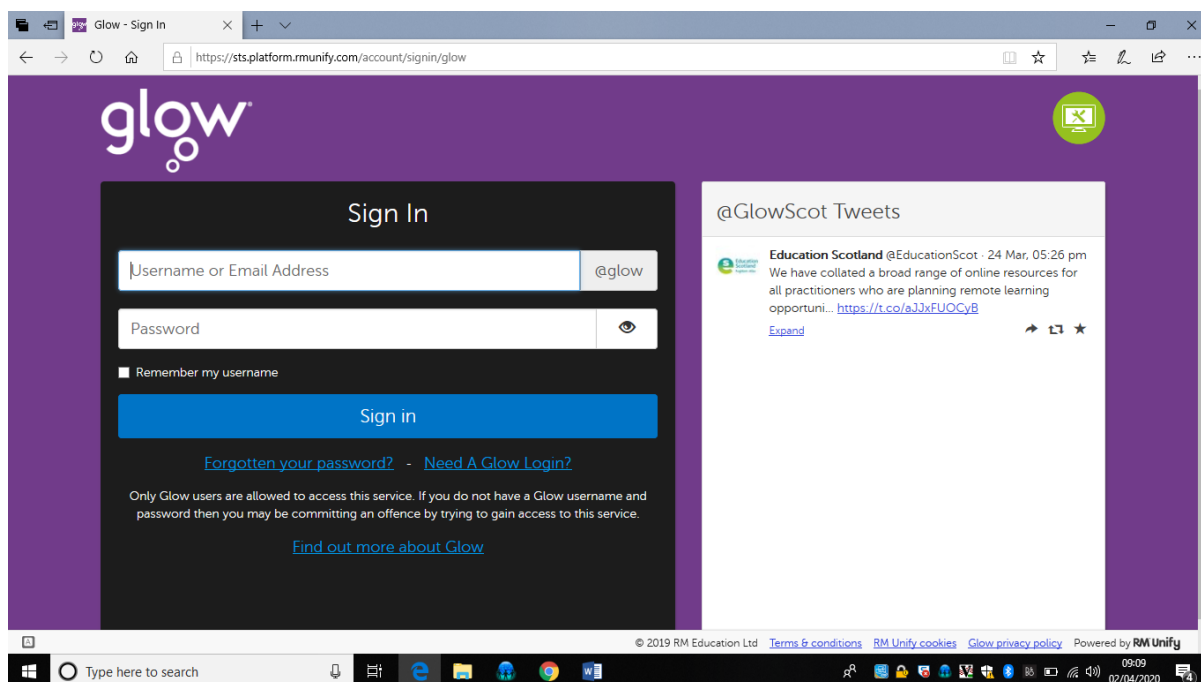 glow Glow - Sign In
https://sts.platform.rmunify.com/account/signin/glow
glow
Sign In
Username or Email Address @glow
Password
Remember my username
Sign in
Forgotten your password? - Need A Glow Login?
Only Glow users are allowed to access this service. If you do not have a Glow username and
password then you may be committing an offence by trying to gain access to this service.
Find out more about Glow
@GlowScot Tweets
Education Scotland @EducationScot · 24 Mar, 05:26 pm
We have collated a broad range of online resources for
all practitioners who are planning remote learning
opportuni... https://t.co/aJJxFUOCyB
Expand
A
© 2019 RM Education Ltd Terms & conditions RM Unify cookies Glow privacy policy Powered by RM Unify
Type here to search
09:09
02/04/2020
4